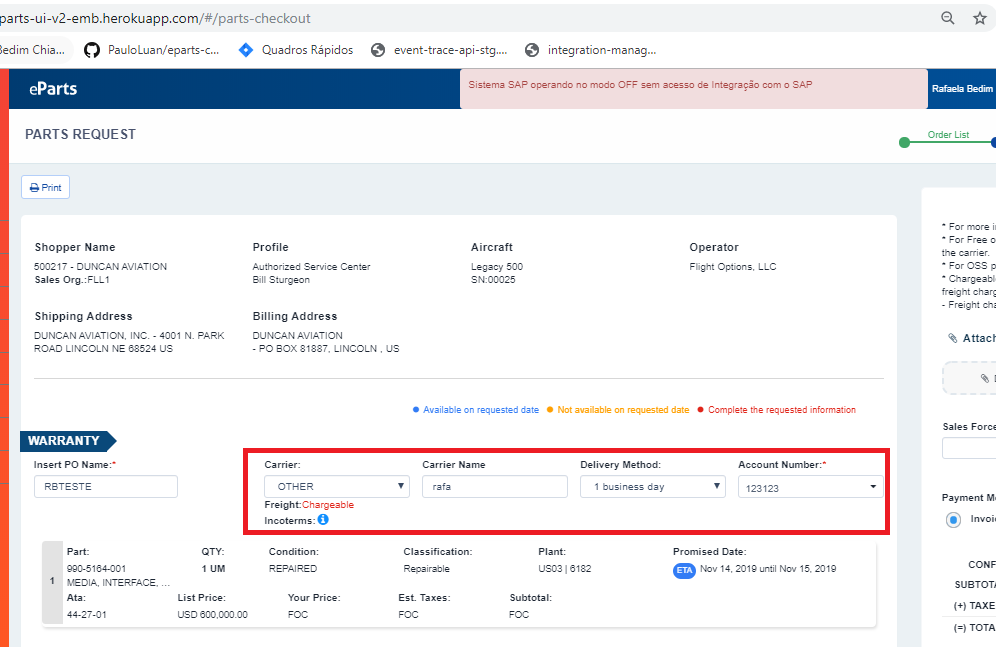 parts-ui-v2-emb.herokuapp.com/#/parts-checkout
Bedim Chia...
PauloLuan/eparts-c...
Quadros Rápidos
event-trace-api-stg....
integration-manag...
eParts
Sistema SAP operando no modo OFF sem acesso de Integração com o SAP
Rafaela Bedim
PARTS REQUEST
Order List
Print
Shopper Name
500217 - DUNCAN AVIATION
Sales Org.:FLL1
Profile
Authorized Service Center
Bill Sturgeon
Aircraft
Legacy 500
SN:00025
Operator
Flight Options, LLC
Shipping Address
DUNCAN AVIATION, INC. - 4001 N. PARK
ROAD LINCOLN NE 68524 US
Billing Address
DUNCAN AVIATION
- PO BOX 81887, LINCOLN , US
Available on requested date
Not available on requested date
Complete the requested information
WARRANTY
Insert PO Name:*
RBTESTE
Carrier:
OTHER
Freight:Chargeable
Incoterms:
Carrier Name
rafa
Delivery Method:
1 business day
Account Number:*
123123
1
Part:
990-5164-001
MEDIA, INTERFACE, ...
QTY:
1 UM
Condition:
REPAIRED
Classification:
Repairable
Plant:
US03 | 6182
Promised Date:
ETA Nov 14, 2019 until Nov 15, 2019
Ata:
44-27-01
List Price:
USD 600,000.00
Your Price:
FOC
Est. Taxes:
FOC
Subtotal:
FOC
* For more
* For Free
the carrier.
* For OSS
* Chargeabl
freight
- Freight
Attach
Sales Force
Payment
Invoi
CONF
SUBTOTA
(+) TAXE
(=) TOTA